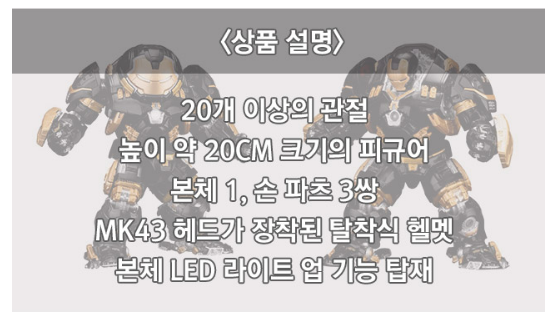 〈상품 설명〉
20개 이상의 관절
높이 약 20CM 크기의 피규어
본체 1, 손 파츠 3쌍
MK43 헤드가 장착된 탈착식 헬멧
본체 LED 라이트 업 기능 탑재